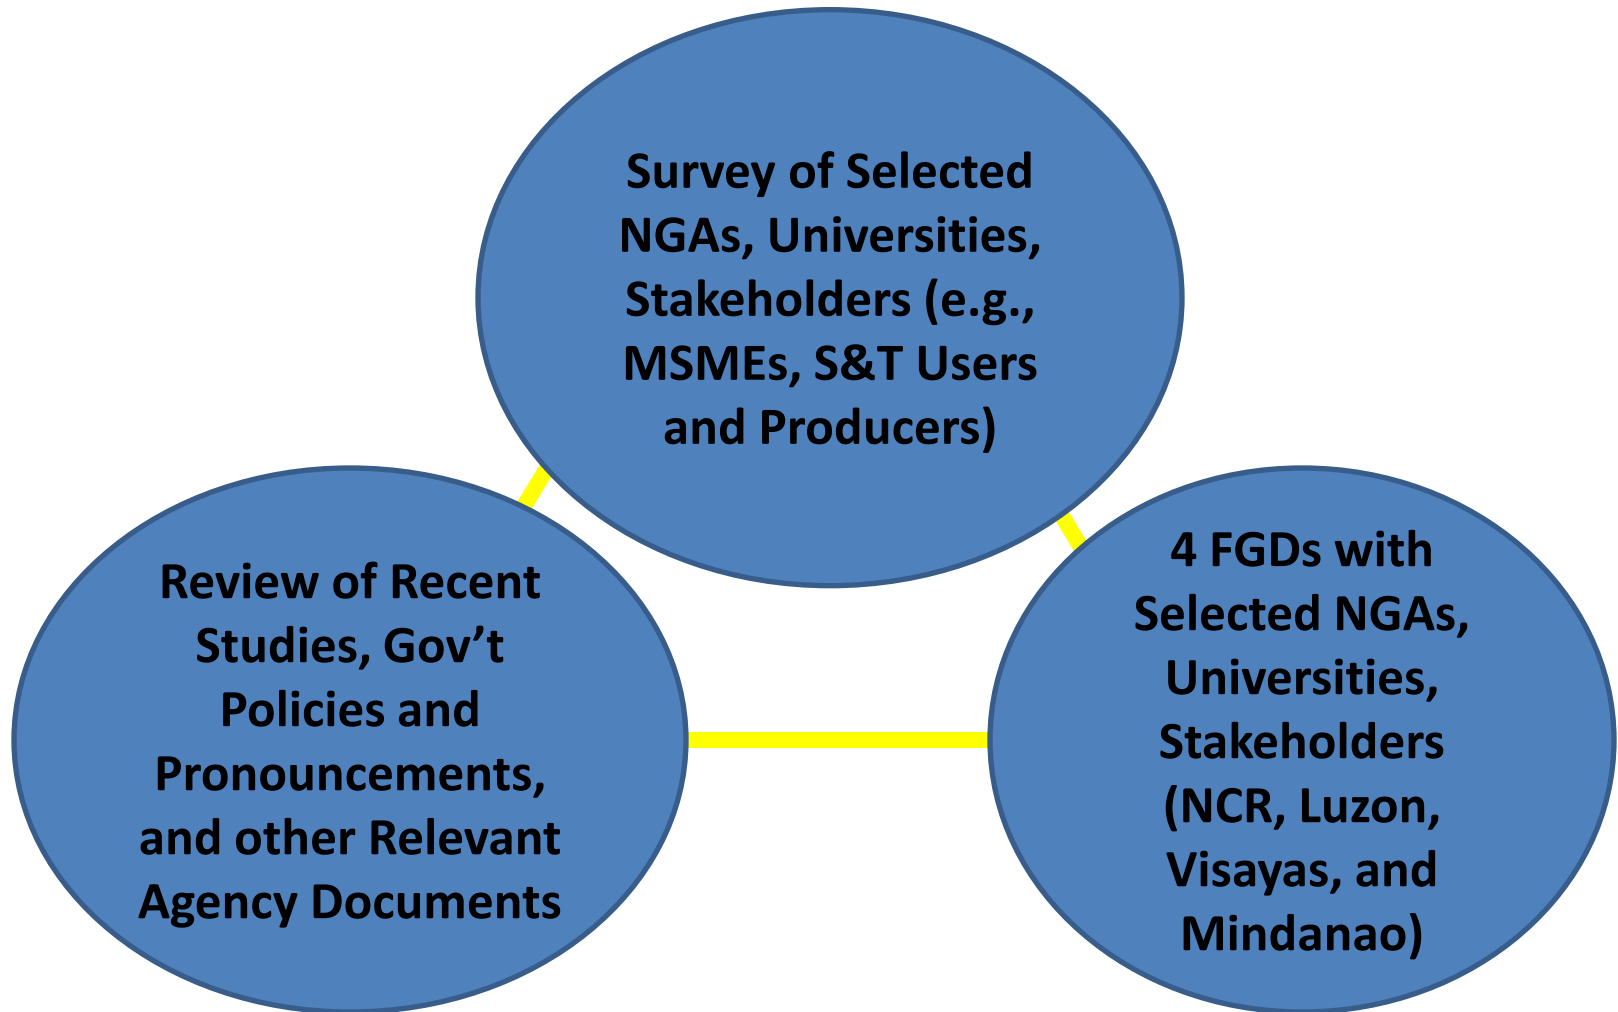 Survey of Selected
NGAs, Universities,
Stakeholders (e.g.,
MSMEs, S&T Users
and Producers)
Review of Recent
Studies, Gov’t
Policies and
Pronouncements,
and other Relevant
Agency Documents
4 FGDs with
Selected NGAs,
Universities,
Stakeholders
(NCR, Luzon,
Visayas, and
Mindanao)